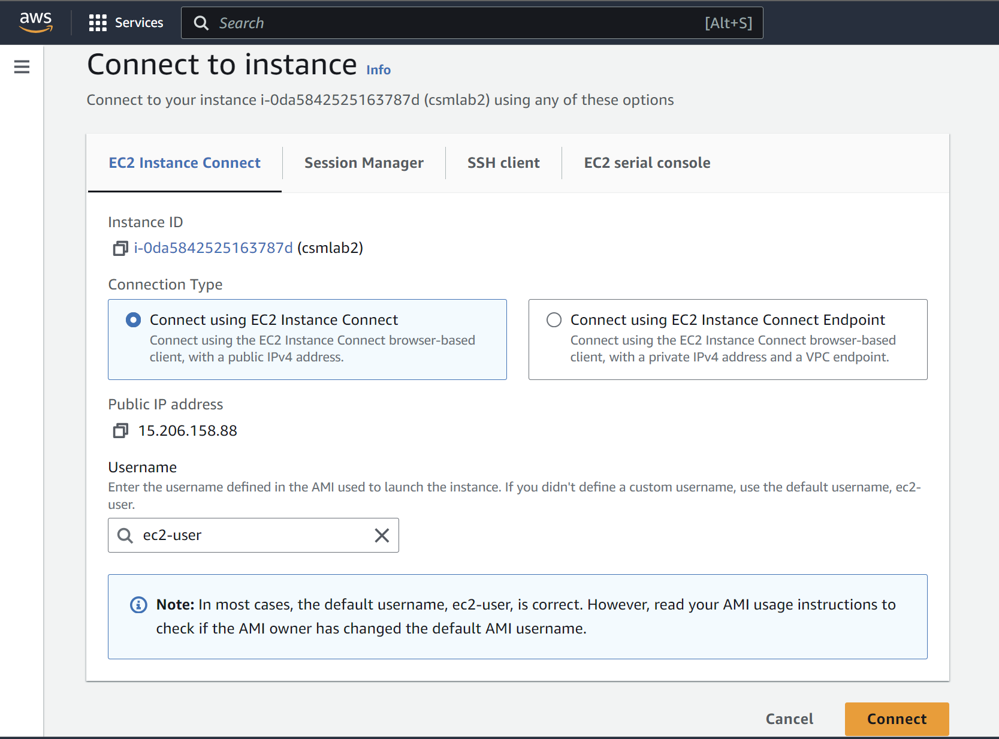 aws
Services
Search
[Alt+S]
Connect to instance Info
Connect to your instance i-0da5842525163787d (csmlab2) using any of these options
EC2 Instance Connect
Session Manager
SSH client
EC2 serial console
Instance ID
i-0da5842525163787d (csmlab2)
Connection Type
Connect using EC2 Instance Connect
Connect using the EC2 Instance Connect browser-based
client, with a public IPv4 address.
Connect using EC2 Instance Connect Endpoint
Connect using the EC2 Instance Connect browser-based
client, with a private IPv4 address and a VPC endpoint.
Public IP address
15.206.158.88
Username
Enter the username defined in the AMI used to launch the instance. If you didn't define a custom username, use the default username, ec2-
user.
ec2-user
Note: In most cases, the default username, ec2-user, is correct. However, read your AMI usage instructions to
check if the AMI owner has changed the default AMI username.
Cancel
Connect